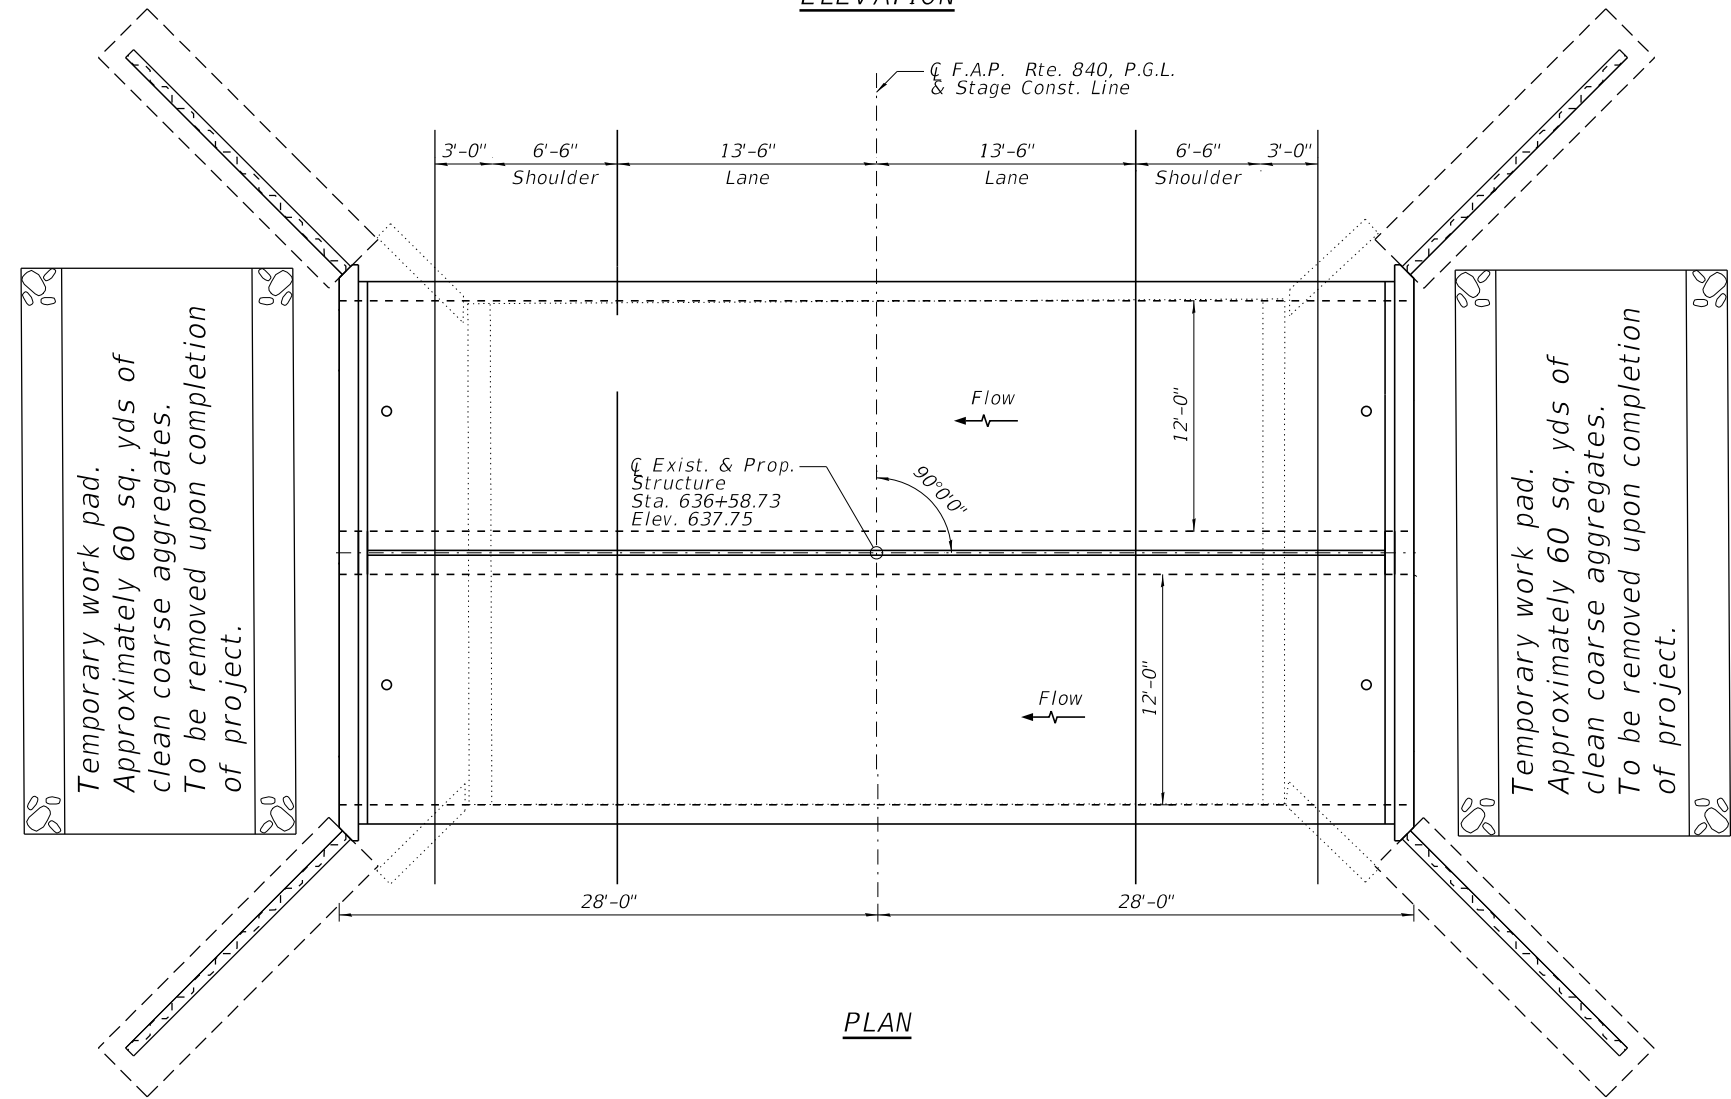 ELEVATION
℄ F.A.P. Rte. 840, P.G.L.
& Stage Const. Line
3'-0" 6'-6" 13'-6" 13'-6" 6'-6" 3'-0"
Shoulder Lane Lane Shoulder
Flow
12'-0"
90°0'0"
℄ Exist. & Prop.
Structure
Sta. 636+58.73
Elev. 637.75
Temporary work pad.
Approximately 60 sq. yds of
clean coarse aggregates.
To be removed upon completion
of project.
Temporary work pad.
Approximately 60 sq. yds of
clean coarse aggregates.
To be removed upon completion
of project.
12'-0"
Flow
28'-0" 28'-0"
PLAN